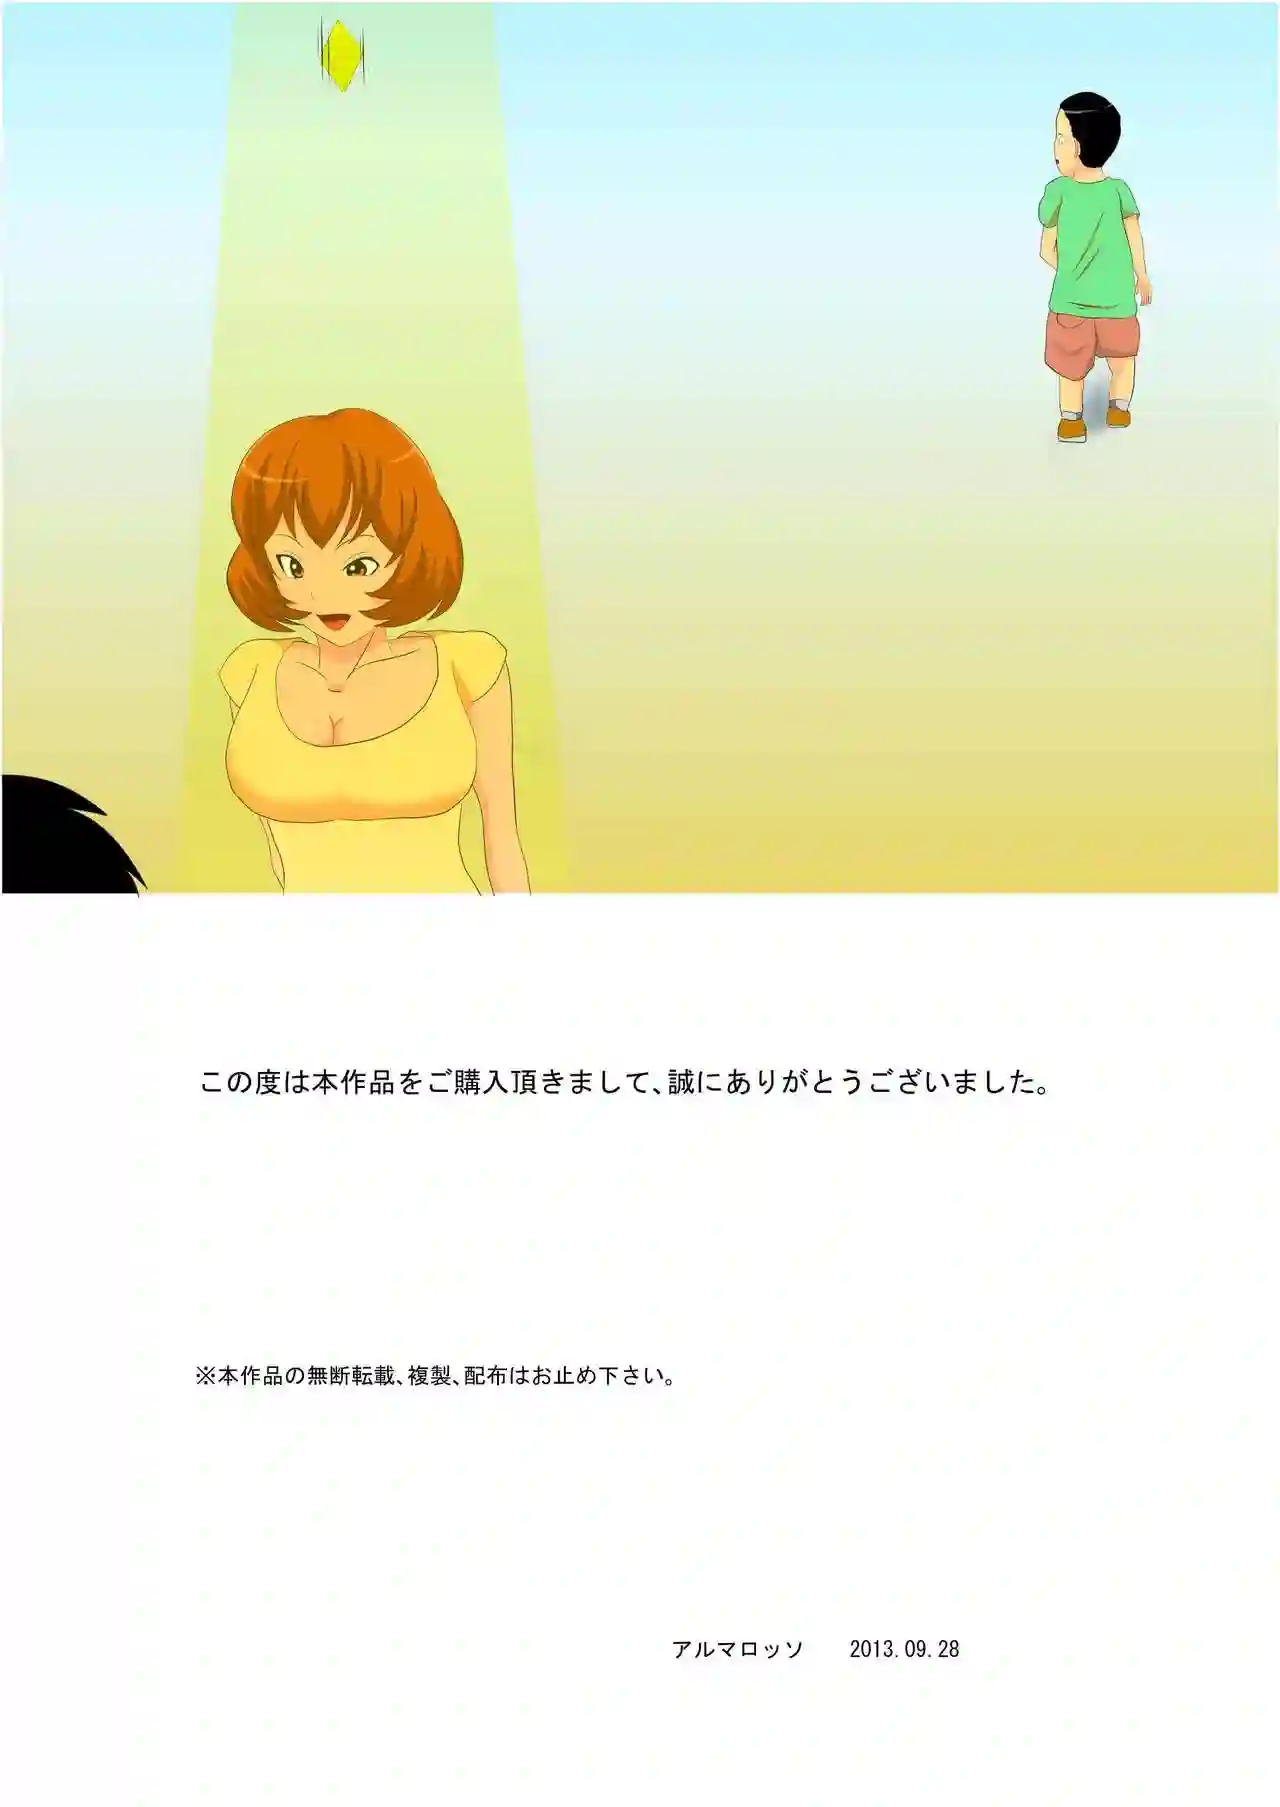 この度は本作品をご購入頂きまして、誠にありがとうございました。
※本作品の無断転載、複製、配布はお止め下さい。
アルマロッソ　　2013.09.28